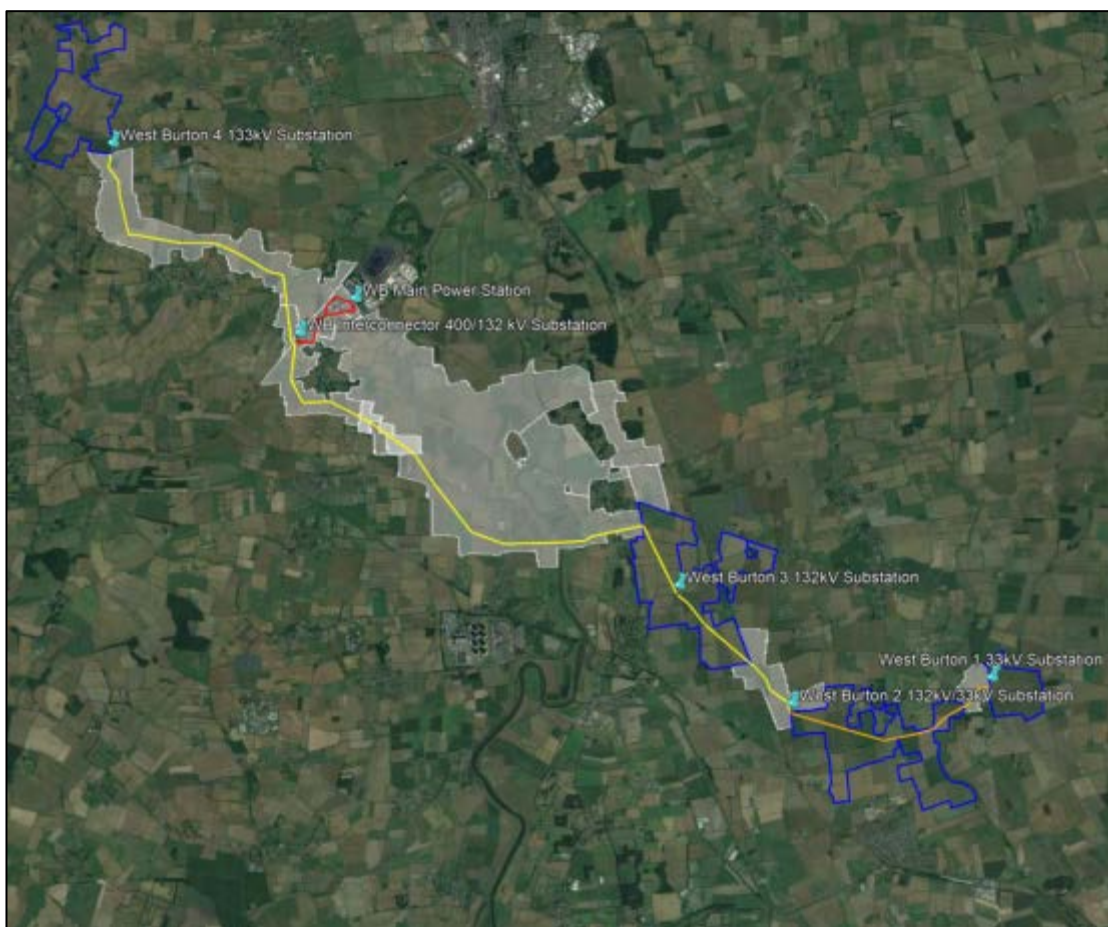 West Burton 4 133kV Substation
WB Main Power Station
WB Interconnector 400/132 kV Substation
West Burton 3 132kV Substation
West Burton 1 33kV Substation
West Burton 2 132kV/33kV Substation